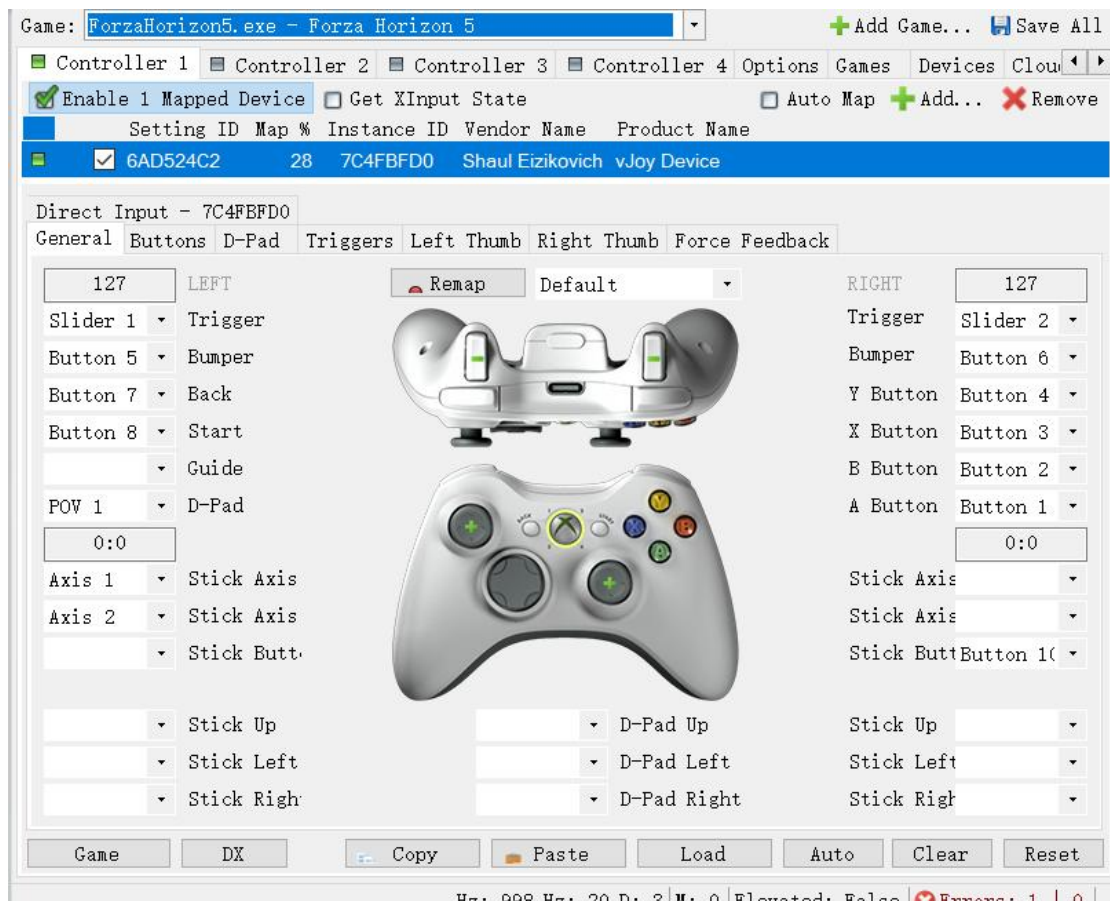 Game: ForzaHorizon5.exe - Forza Horizon 5 Add Game... Save All
Controller 1 Controller 2 Controller 3 Controller 4 Options Games Devices Clou
Enable 1 Mapped Device Get XInput State Auto Map Add... Remove
Setting ID Map % Instance ID Vendor Name Product Name
6AD524C2 28 7C4FBFD0 Shaul Eizikovich vJoy Device
Direct Input - 7C4FBFD0
General Buttons D-Pad Triggers Left Thumb Right Thumb Force Feedback
127 LEFT Remap Default RIGHT 127
Slider 1 Trigger Trigger Slider 2
Button 5 Bumper Bumper Button 6
Button 7 Back Y Button Button 4
Button 8 Start X Button Button 3
Guide B Button Button 2
POV 1 D-Pad A Button Button 1
0:0 0:0
Axis 1 Stick Axis Stick Axis
Axis 2 Stick Axis Stick Axis
Stick Butt Stick Butt Button 1(
Stick Up D-Pad Up Stick Up
Stick Left D-Pad Left Stick Left
Stick Righ D-Pad Right Stick Righ
Game DX Copy Paste Load Auto Clear Reset